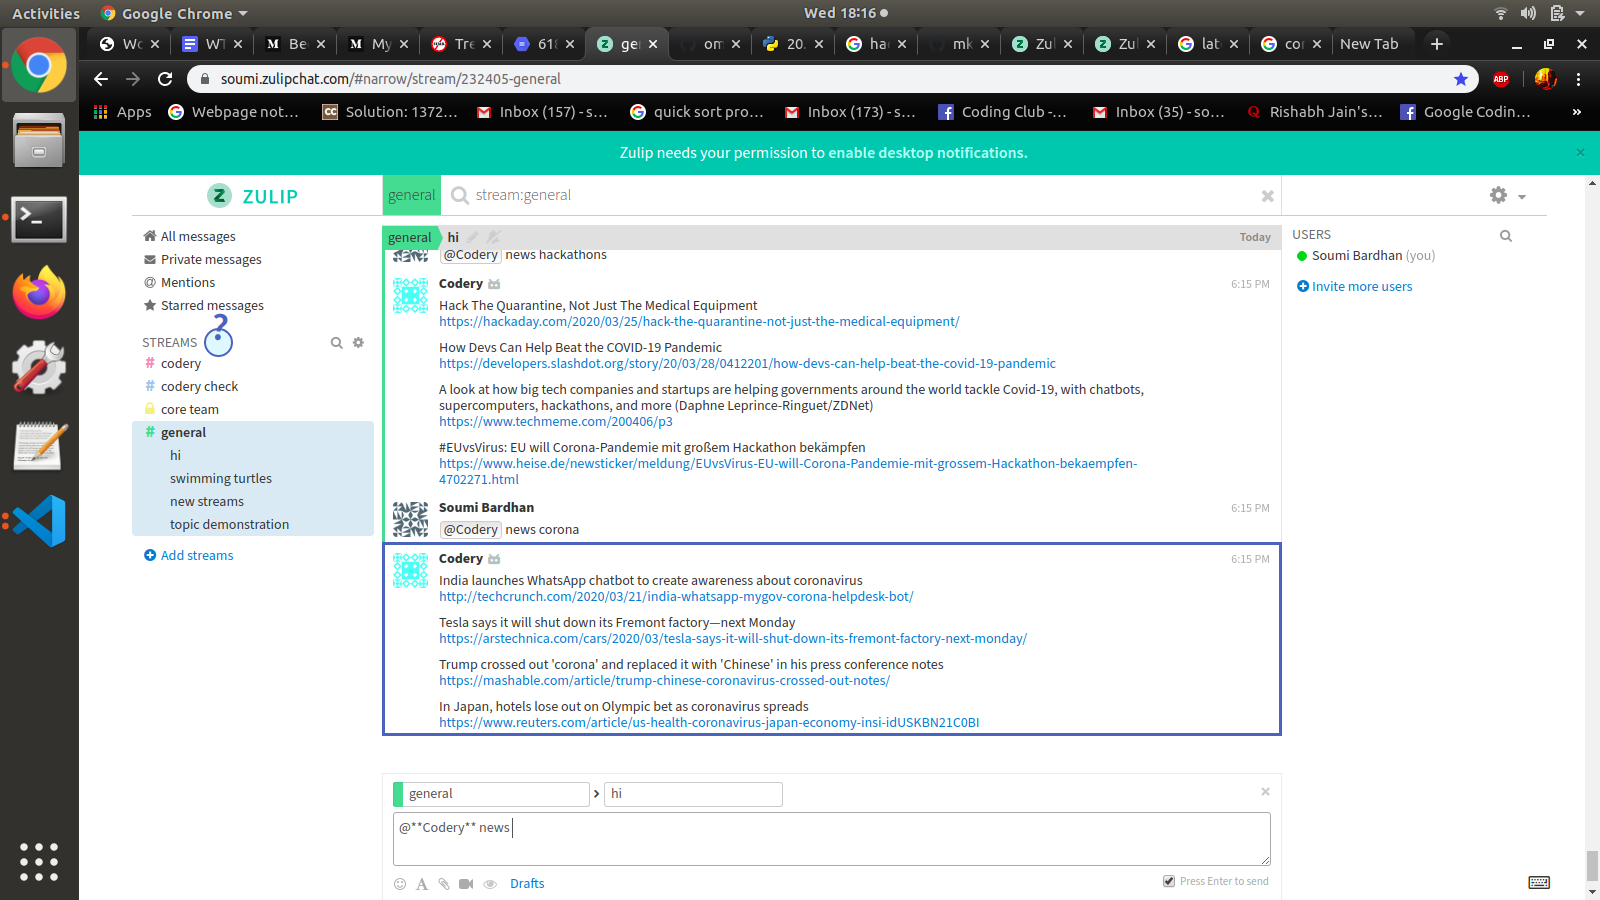 Activities
Google Chrome
Wed 18:16
Wo
WT
Be
My
Tre
618
ge
om
20.
ha
mk
Zul
Zul
late
cor
New Tab
soumi.zulipchat.com/#narrow/stream/232405-general
ABP
Apps
Webpage not...
CC
Solution: 1372...
Inbox (157) - s...
quick sort pro...
Inbox (173) - s...
Coding Club -...
Inbox (35) - so...
Rishabh Jain's...
Google Codin...
»
Zulip needs your permission to enable desktop notifications.
ZULIP
general
stream:general
All messages
Private messages
@ Mentions
Starred messages
STREAMS
?
# codery
# codery check
core team
# general
hi
swimming turtles
new streams
topic demonstration
Add streams
general
hi
Today
@Codery news hackathons
Codery
6:15 PM
Hack The Quarantine, Not Just The Medical Equipment
https://hackaday.com/2020/03/25/hack-the-quarantine-not-just-the-medical-equipment/
How Devs Can Help Beat the COVID-19 Pandemic
https://developers.slashdot.org/story/20/03/28/0412201/how-devs-can-help-beat-the-covid-19-pandemic
A look at how big tech companies and startups are helping governments around the world tackle Covid-19, with chatbots,
supercomputers, hackathons, and more (Daphne Leprince-Ringuet/ZDNet)
https://www.techmeme.com/200406/p3
#EUvsVirus: EU will Corona-Pandemie mit großem Hackathon bekämpfen
https://www.heise.de/newsticker/meldung/EUvsVirus-EU-will-Corona-Pandemie-mit-grossem-Hackathon-bekaempfen-
4702271.html
Soumi Bardhan
6:15 PM
@Codery news corona
Codery
6:15 PM
India launches WhatsApp chatbot to create awareness about coronavirus
http://techcrunch.com/2020/03/21/india-whatsapp-mygov-corona-helpdesk-bot/
Tesla says it will shut down its Fremont factory—next Monday
https://arstechnica.com/cars/2020/03/tesla-says-it-will-shut-down-its-fremont-factory-next-monday/
Trump crossed out 'corona' and replaced it with 'Chinese' in his press conference notes
https://mashable.com/article/trump-chinese-coronavirus-crossed-out-notes/
In Japan, hotels lose out on Olympic bet as coronavirus spreads
https://www.reuters.com/article/us-health-coronavirus-japan-economy-insi-idUSKBN21C0BI
USERS
Soumi Bardhan (you)
Invite more users
general
hi
@**Codery** news
Drafts
Press Enter to send